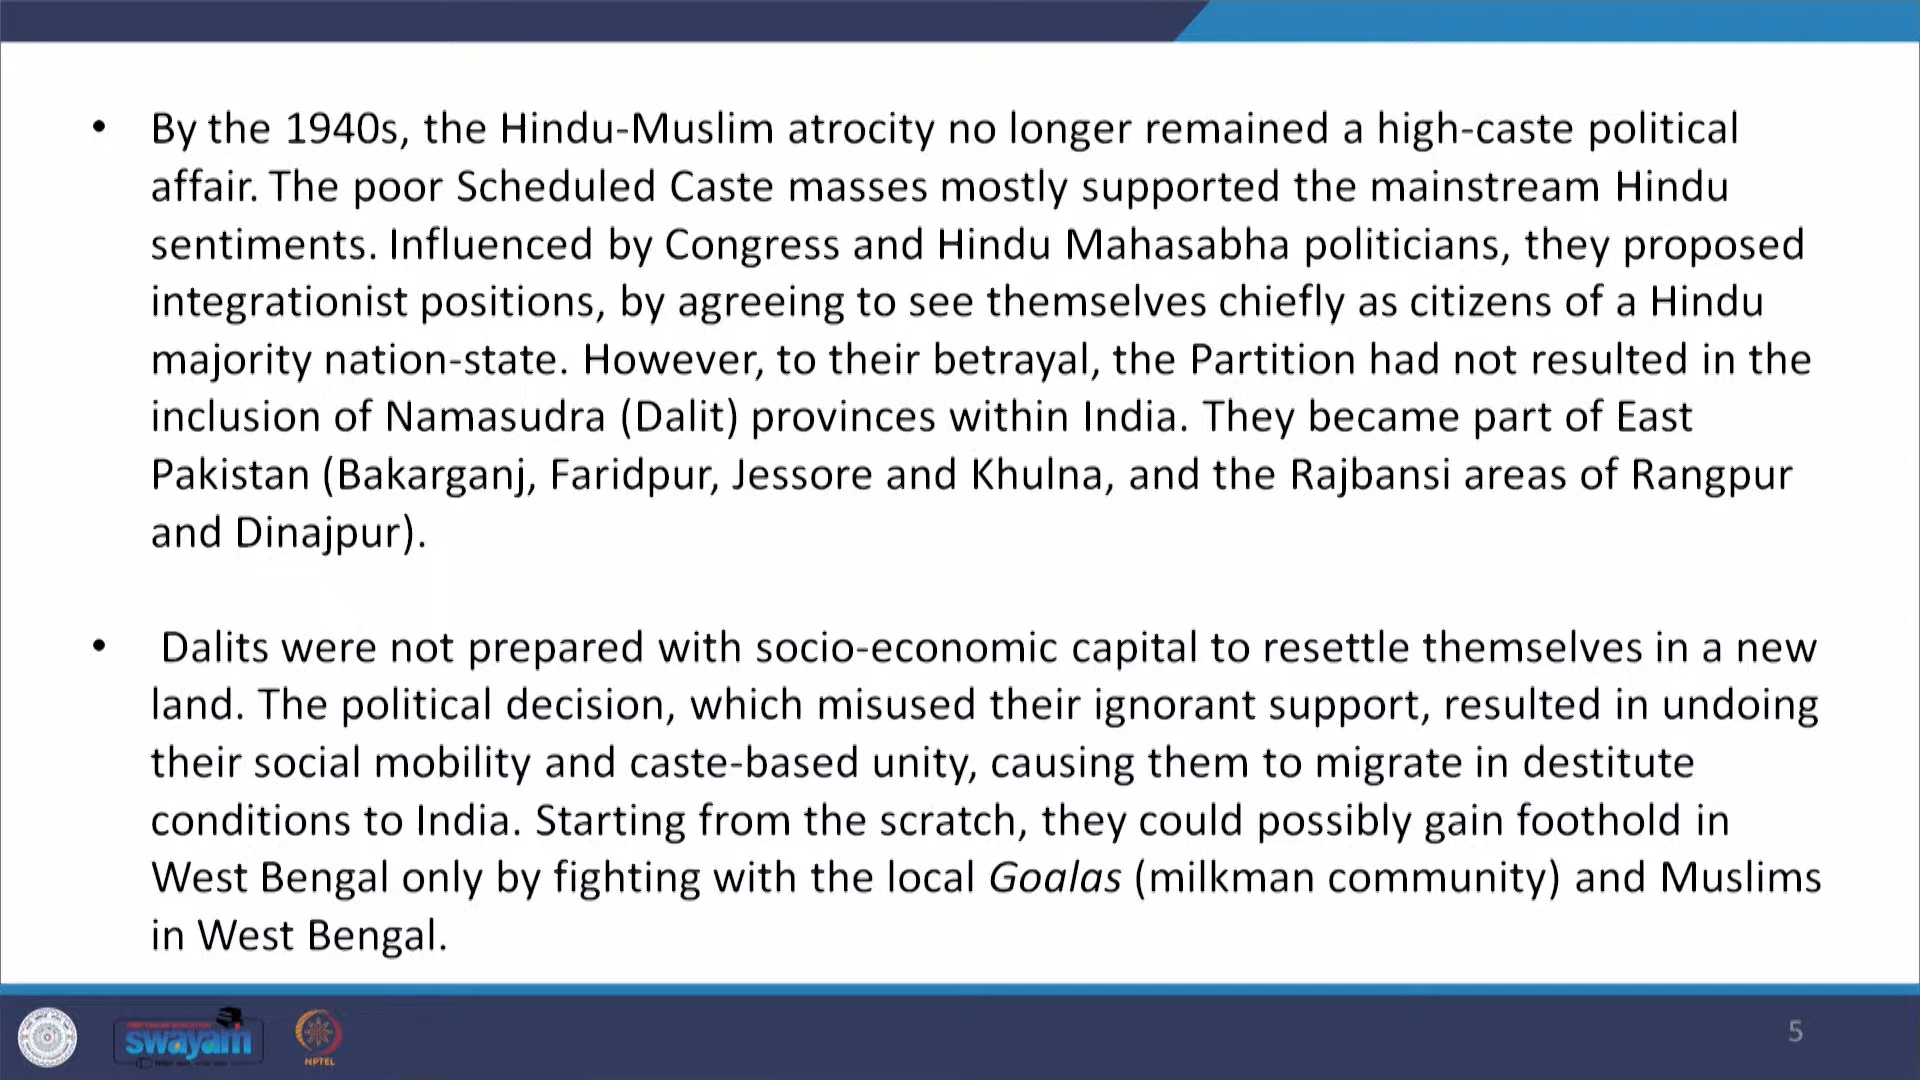 • By the 1940s, the Hindu-Muslim atrocity no longer remained a high-caste political
affair. The poor Scheduled Caste masses mostly supported the mainstream Hindu
sentiments. Influenced by Congress and Hindu Mahasabha politicians, they proposed
integrationist positions, by agreeing to see themselves chiefly as citizens of a Hindu
majority nation-state. However, to their betrayal, the Partition had not resulted in the
inclusion of Namasudra (Dalit) provinces within India. They became part of East
Pakistan (Bakarganj, Faridpur, Jessore and Khulna, and the Rajbansi areas of Rangpur
and Dinajpur).
• Dalits were not prepared with socio-economic capital to resettle themselves in a new
land. The political decision, which misused their ignorant support, resulted in undoing
their social mobility and caste-based unity, causing them to migrate in destitute
conditions to India. Starting from the scratch, they could possibly gain foothold in
West Bengal only by fighting with the local Goalas (milkman community) and Muslims
in West Bengal.
swayam
NPTEL
5